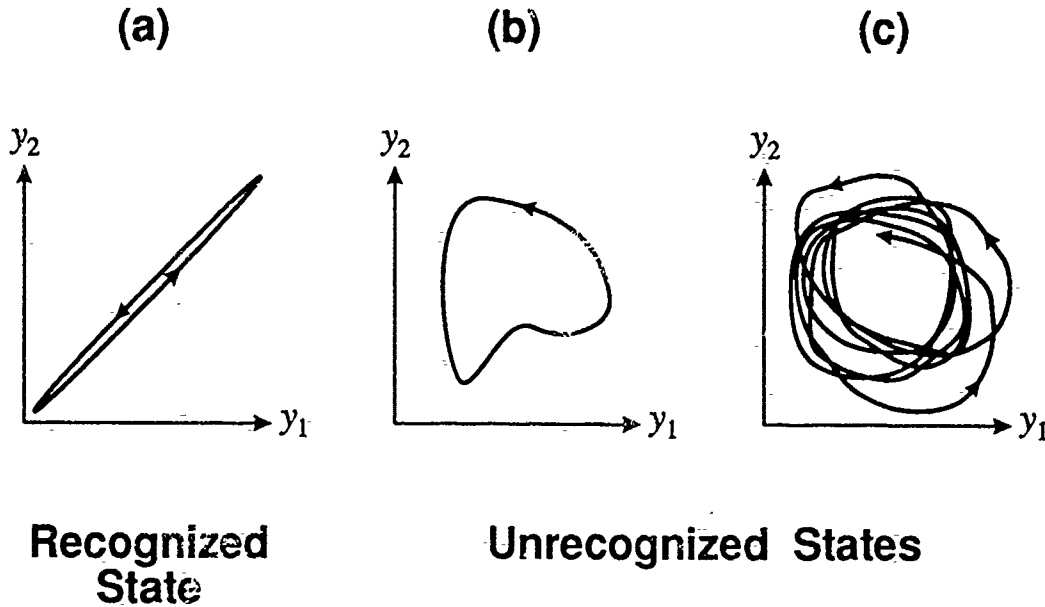 (a) (b) (c)
y2 y2 y2
y1 y1 y1
Recognized
State
Unrecognized States